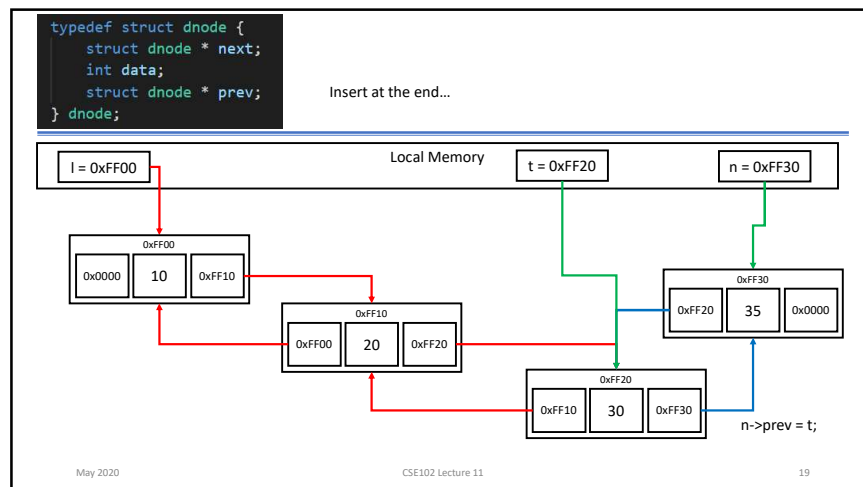 typedef struct dnode {
struct dnode * next;
int data;
struct dnode * prev;
} dnode;
Insert at the end…
Local Memory
l = 0xFF00
t = 0xFF20
n = 0xFF30
0xFF00
0x0000 10 0xFF10
0xFF30
0xFF20 35 0x0000
0xFF10
0xFF00 20 0xFF20
0xFF20
0xFF10 30 0xFF30
n->prev = t;
May 2020 CSE102 Lecture 11 19